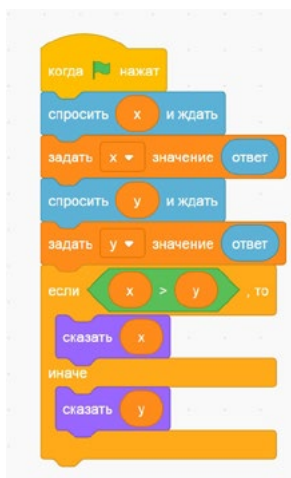 когда нажат
спросить x и ждать
задать x значение ответ
спросить y и ждать
задать y значение ответ
если x > y , то
сказать x
иначе
сказать y